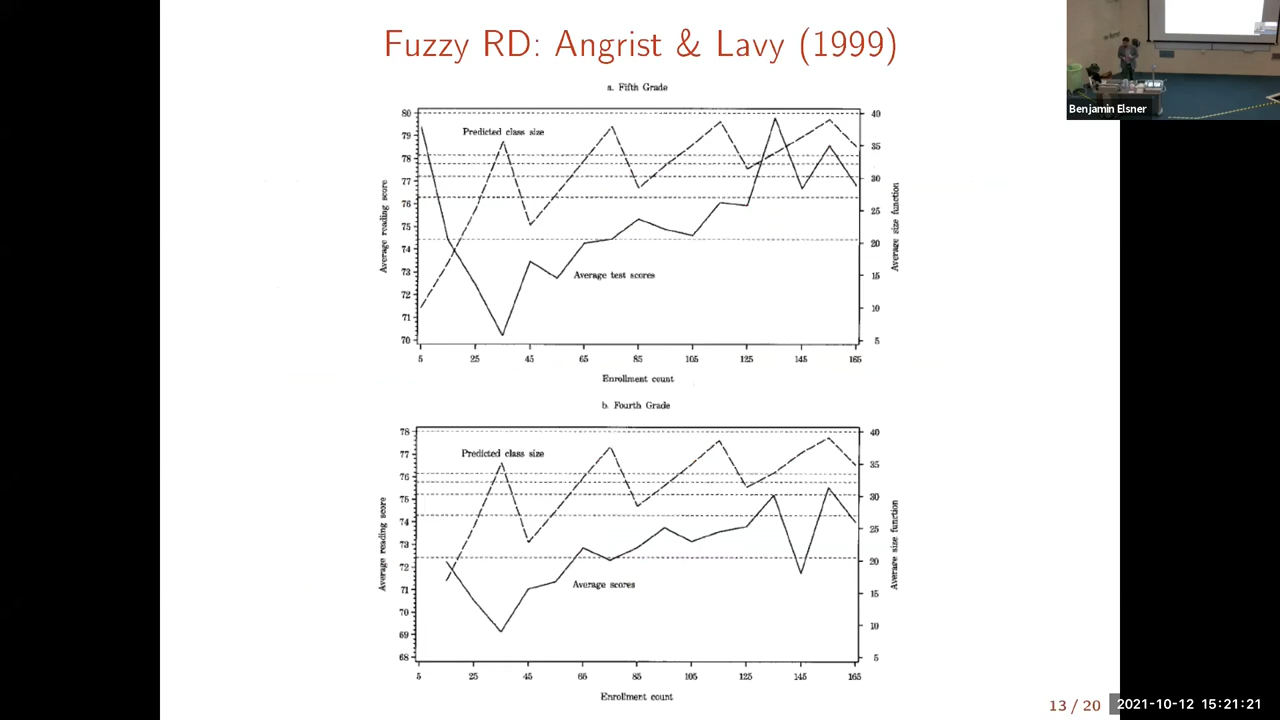 Fuzzy RD: Angrist & Lavy (1999)
Benjamin Elsner
a. Fifth Grade
Predicted class size
Average test scores
Average reading score
Average size function
80
79
78
77
76
75
74
73
72
71
70
40
35
30
25
20
15
10
5
5 25 45 65 85 105 125 145 165
Enrollment count
b. Fourth Grade
Predicted class size
Average scores
Average reading score
Average size function
78
77
76
75
74
73
72
71
70
69
68
40
35
30
25
20
15
10
5
5 25 45 65 85 105 125 145 165
Enrollment count
13 / 20
2021-10-12 15:21:21